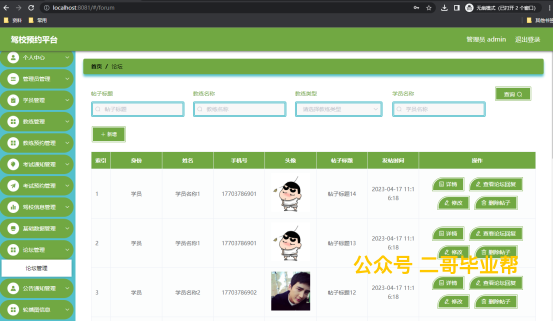 localhost:8081/#/forum
无痕模式 (已打开 2 个窗口)
资料 常用
驾校预约平台
管理员 admin 退出登录
个人中心
管理员管理
学员管理
教练管理
教练预约管理
考试通知管理
考试预约管理
驾校信息管理
基础数据管理
论坛管理
论坛管理
公告通知管理
轮播图信息
首页 / 论坛
帖子标题 教练名称 教练类型 学员名称
帖子标题 教练名称 请选择教练类型 学员名称 查询
+ 新增
索引 身份 姓名 手机号 头像 帖子标题 发帖时间 操作
1 学员 学员名称1 17703786901 帖子标题14 2023-04-17 11:16:18 详情 查看论坛回复 修改 删除帖子
2 学员 学员名称1 17703786901 帖子标题13 2023-04-17 11:16:18 详情 查看论坛回复 修改 删除帖子
3 学员 学员名称2 17703786902 帖子标题12 2023-04-17 11:16:18 详情 查看论坛回复 修改 删除帖子
公众号 二哥毕业帮